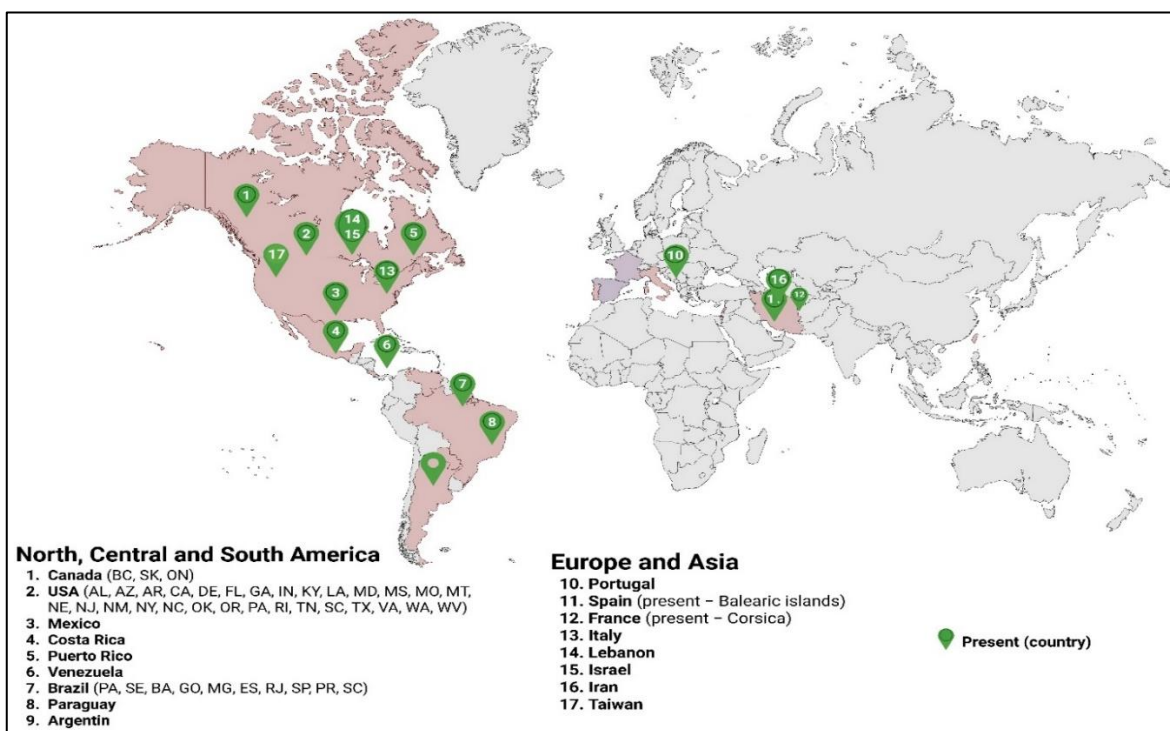 1
2
14
15
5
17
13
3
4
6
7
8
10
16
1.
12
North, Central and South America
1. Canada (BC, SK, ON)
2. USA (AL, AZ, AR, CA, DE, FL, GA, IN, KY, LA, MD, MS, MO, MT,
NE, NJ, NM, NY, NC, OK, OR, PA, RI, TN, SC, TX, VA, WA, WV)
3. Mexico
4. Costa Rica
5. Puerto Rico
6. Venezuela
7. Brazil (PA, SE, BA, GO, MG, ES, RJ, SP, PR, SC)
8. Paraguay
9. Argentin
Europe and Asia
10. Portugal
11. Spain (present – Balearic islands)
12. France (present – Corsica)
13. Italy
14. Lebanon
15. Israel
16. Iran
17. Taiwan
Present (country)